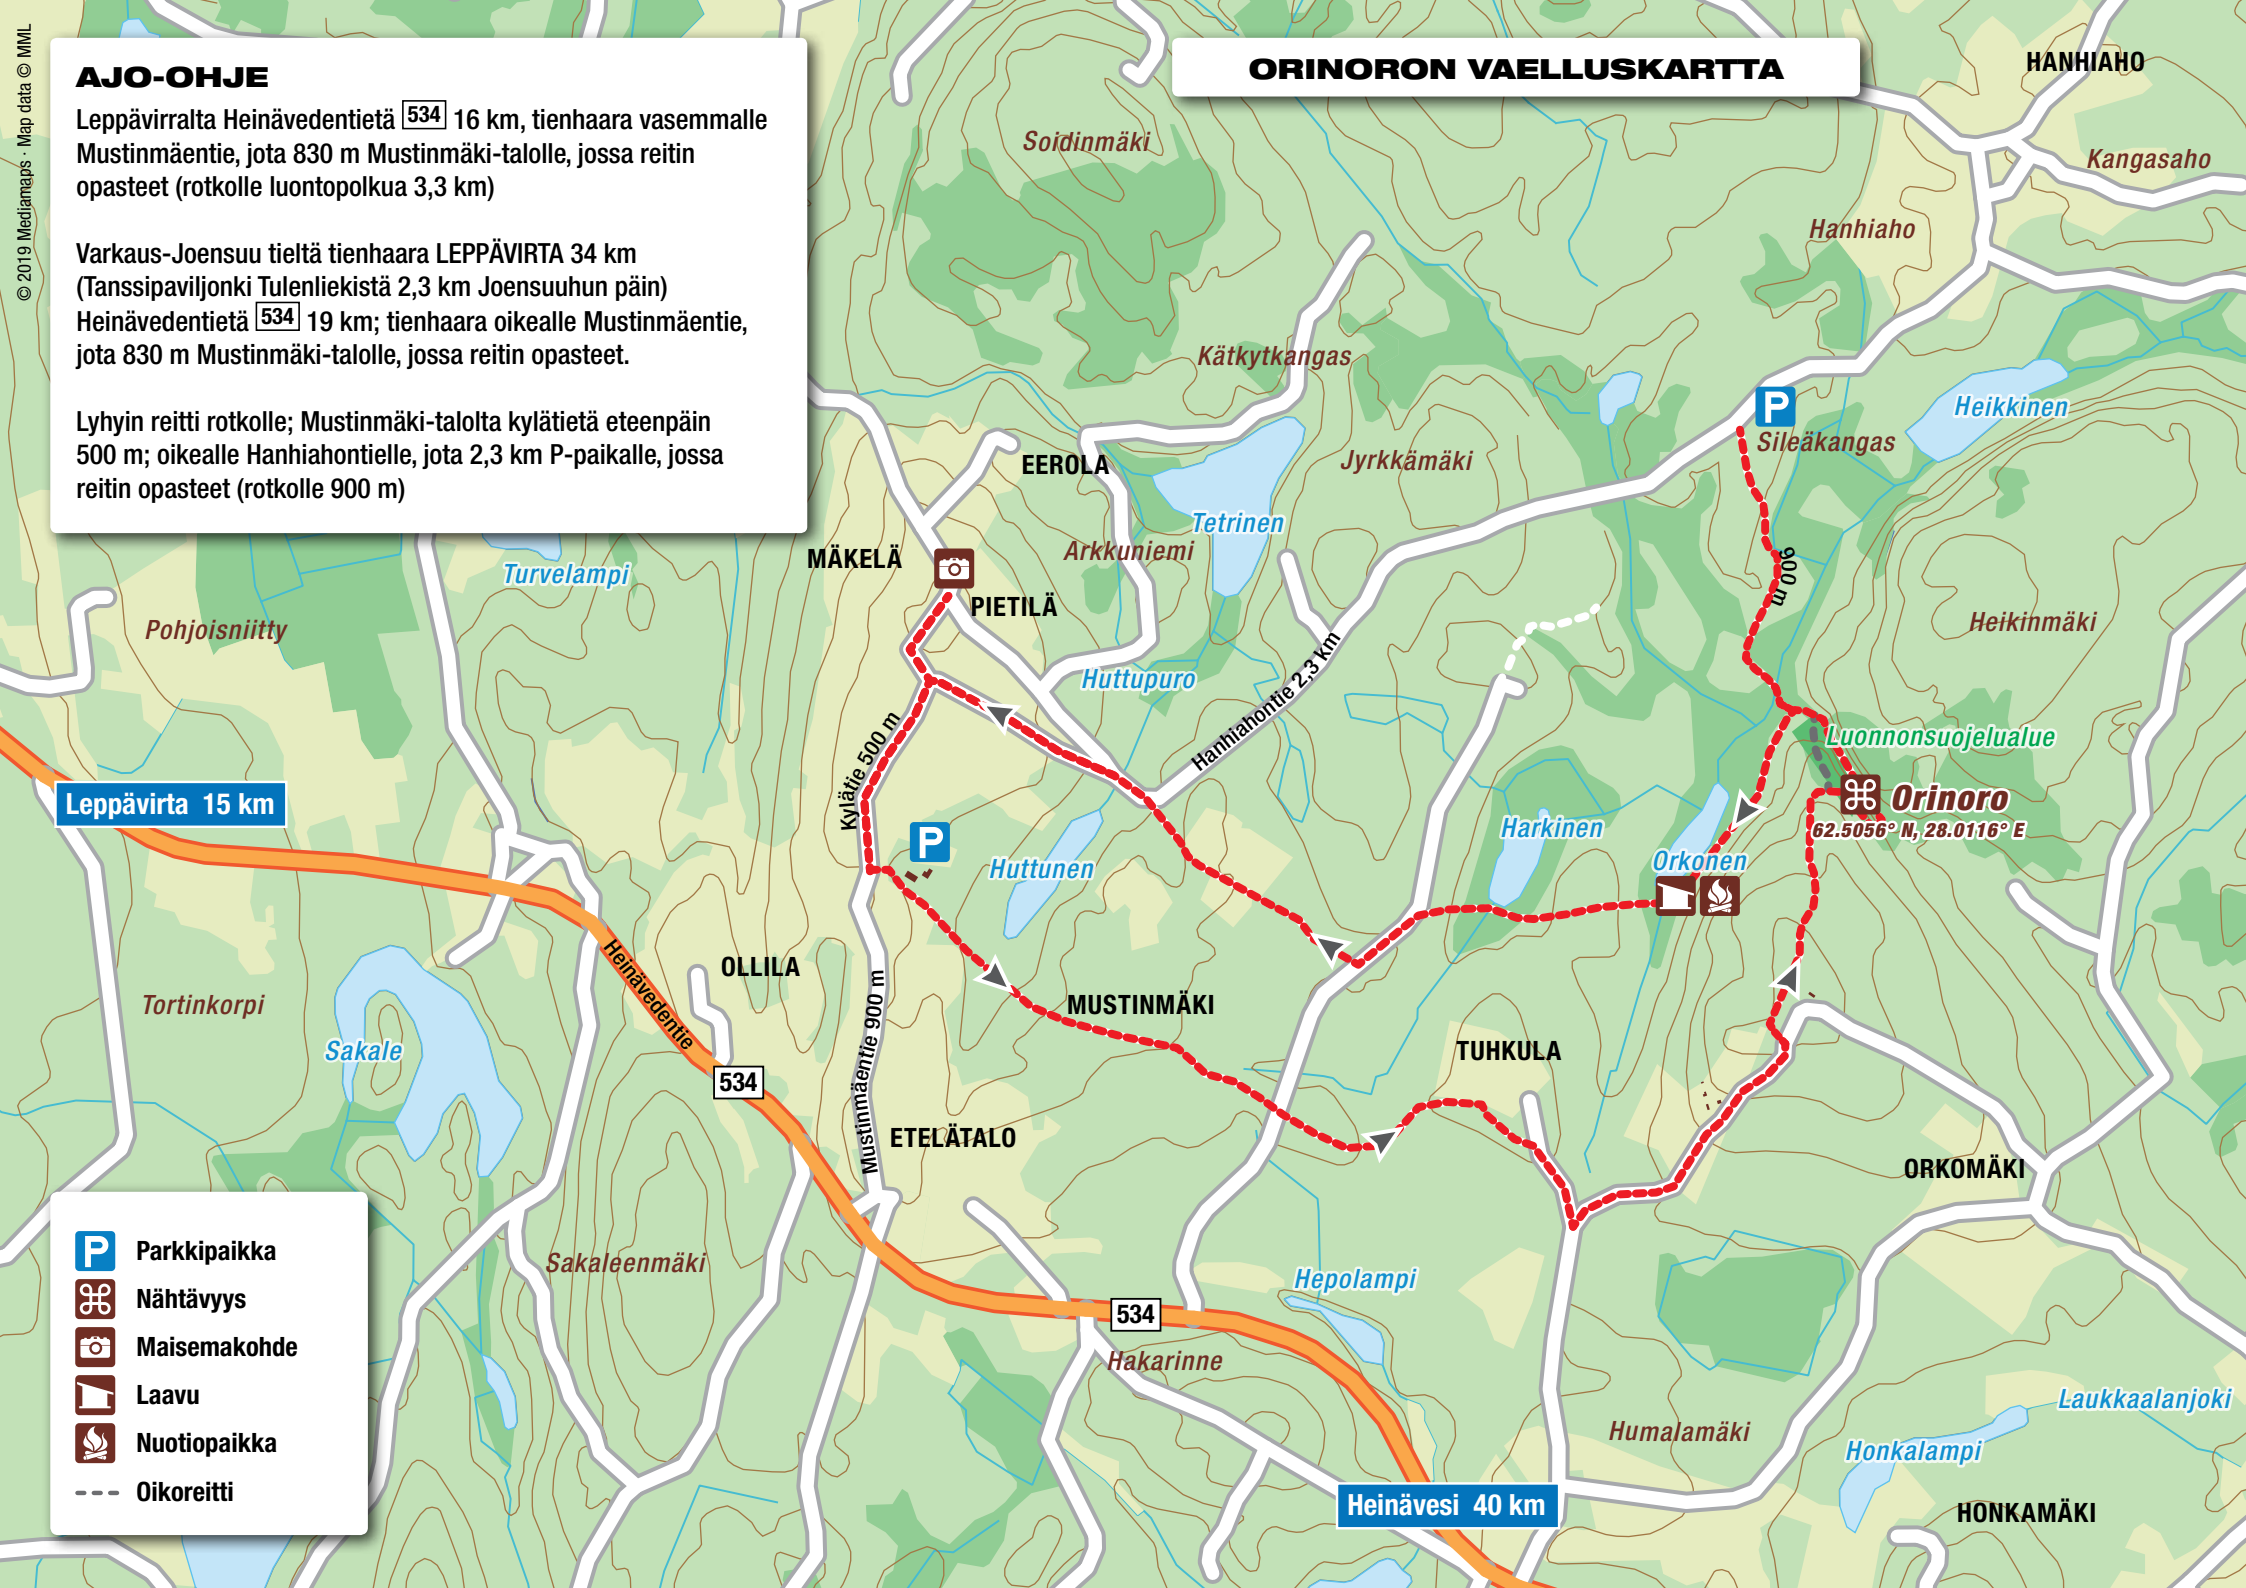 © 2019 Mediamaps · Map data © MML
AJO-OHJE
Leppävirralta Heinävedentietä 534 16 km, tienhaara vasemmalle
Mustinmäentie, jota 830 m Mustinmäki-talolle, jossa reitin
opasteet (rotkolle luontopolkua 3,3 km)
Varkaus-Joensuu tieltä tienhaara LEPPÄVIRTA 34 km
(Tanssipaviljonki Tulenliekistä 2,3 km Joensuuhun päin)
Heinävedentietä 534 19 km; tienhaara oikealle Mustinmäentie,
jota 830 m Mustinmäki-talolle, jossa reitin opasteet.
Lyhyin reitti rotkolle; Mustinmäki-talolta kylätietä eteenpäin
500 m; oikealle Hanhiahontielle, jota 2,3 km P-paikalle, jossa
reitin opasteet (rotkolle 900 m)
ORINORON VAELLUSKARTTA
HANHIAHO
Soidinmäki
Kangasaho
Hanhiaho
Kätkytkangas
P
Heikkinen
Sileäkangas
EEROLA
Jyrkkämäki
Tetrinen
Arkkuniemi
MÄKELÄ
Turvelampi
900 m
PIETILÄ
Pohjoisniitty
Heikinmäki
Huttupuro
Hanhiahontie 2,3 km
Luonnonsuojelualue
Kylätie 500 m
Leppävirta 15 km
Orinoro
62.5056° N, 28.0116° E
Harkinen
P
Huttunen
Orkonen
Heinävedentie
OLLILA
Tortinkorpi
MUSTINMÄKI
Sakale
TUHKULA
Mustinmäentie 900 m
534
ETELÄTALO
ORKOMÄKI
Sakaleenmäki
Hepolampi
534
Hakarinne
Laukkaalanjoki
Humalamäki
Honkalampi
Heinävesi 40 km
HONKAMÄKI
P Parkkipaikka
Nähtävyys
Maisemakohde
Laavu
Nuotiopaikka
Oikoreitti